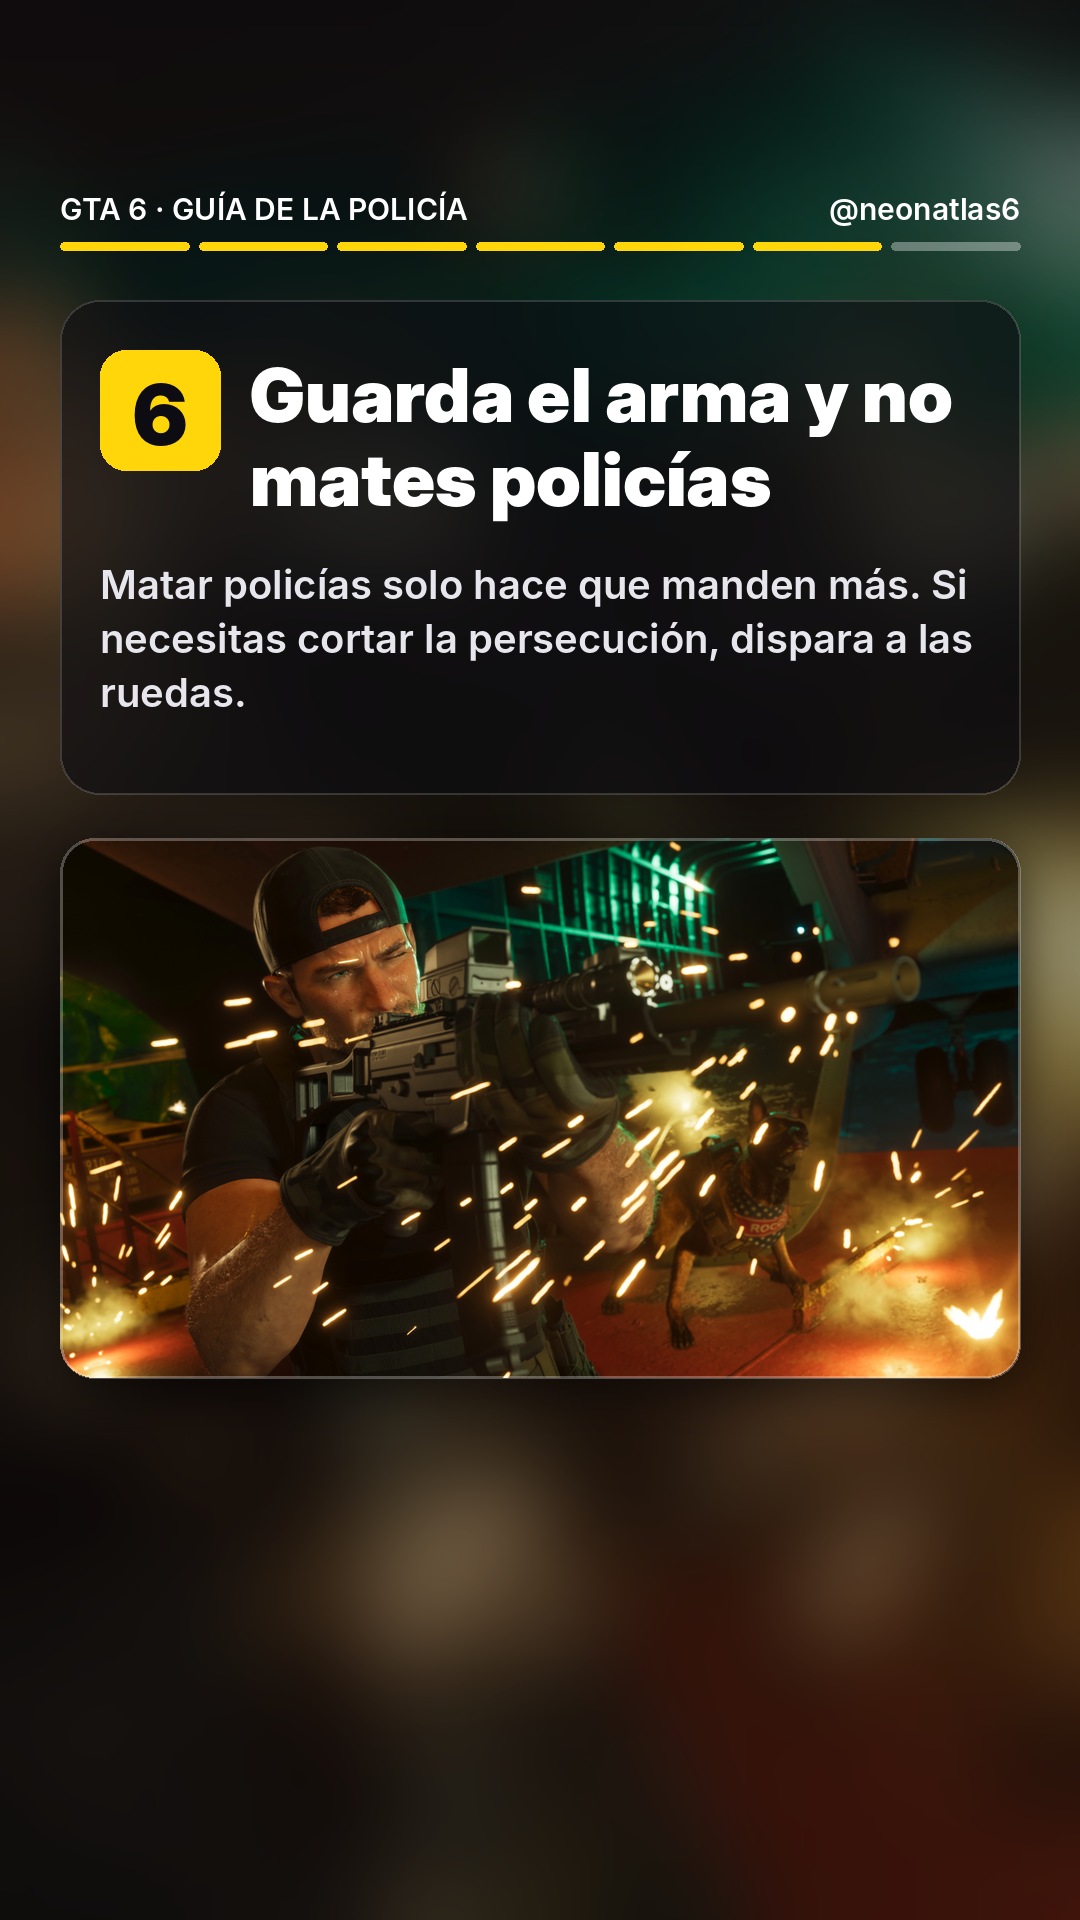 GTA 6 · GUÍA DE LA POLICÍA
@neonatlas6
6
Guarda el arma y no
mates policías
Matar policías solo hace que manden más. Si
necesitas cortar la persecución, dispara a las
ruedas.